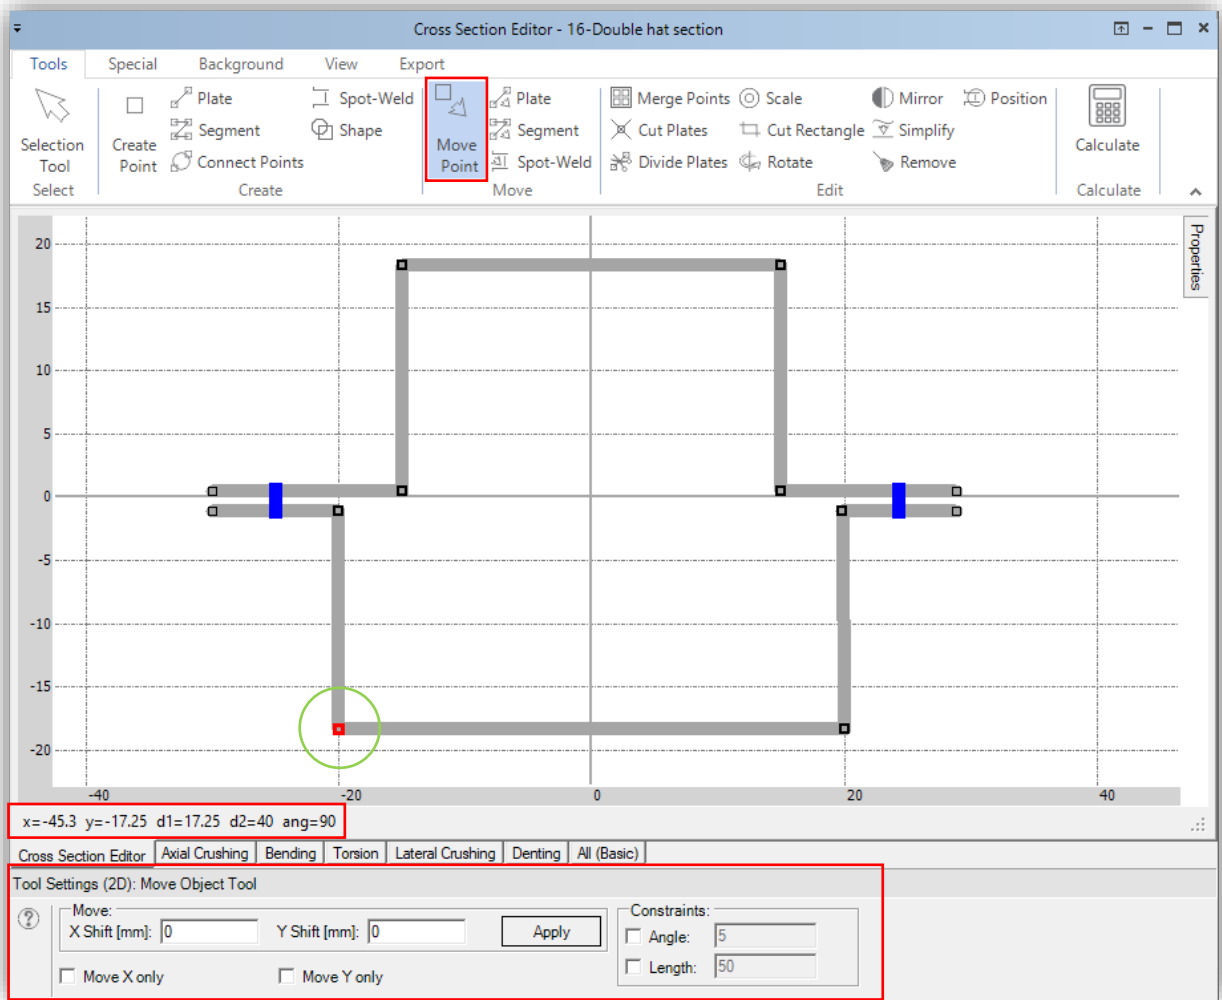 Cross Section Editor - 16-Double hat section
Tools Special Background View Export
Selection Tool
Select
Create Point
Plate
Segment
Connect Points
Spot-Weld
Shape
Create
Move Point
Plate
Segment
Spot-Weld
Move
Merge Points
Cut Plates
Divide Plates
Scale
Cut Rectangle
Rotate
Mirror
Simplify
Remove
Position
Edit
Calculate
Calculate
Properties
20
15
10
5
0
-5
-10
-15
-20
-40 -20 0 20 40
x=-45.3 y=-17.25 d1=17.25 d2=40 ang=90
Cross Section Editor Axial Crushing Bending Torsion Lateral Crushing Denting All (Basic)
Tool Settings (2D): Move Object Tool
?
Move:
X Shift [mm]: 0 Y Shift [mm]: 0 Apply
Move X only Move Y only
Constraints:
Angle: 5
Length: 50